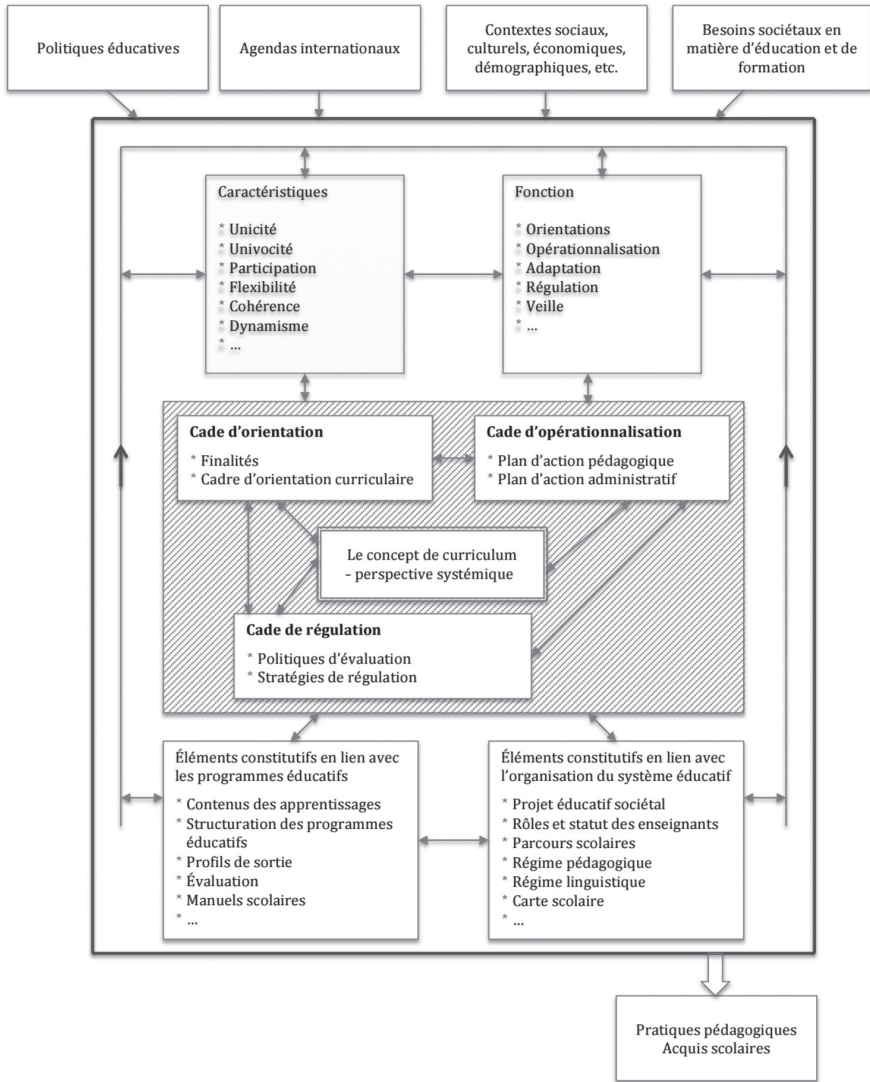 Politiques éducatives
Agendas internationaux
Contextes sociaux,
culturels, économiques,
démographiques, etc.
Besoins sociétaux en
matière d'éducation et de
formation
Caractéristiques
* Unicité
* Univocité
* Participation
* Flexibilité
* Cohérence
* Dynamisme
* ...
Fonction
* Orientations
* Opérationnalisation
* Adaptation
* Régulation
* Veille
* ...
Cade d'orientation
* Finalités
* Cadre d'orientation curriculaire
Cade d'opérationnalisation
* Plan d'action pédagogique
* Plan d'action administratif
Le concept de curriculum
– perspective systémique
Cade de régulation
* Politiques d'évaluation
* Stratégies de régulation
Éléments constitutifs en lien avec
les programmes éducatifs
* Contenus des apprentissages
* Structuration des programmes
éducatifs
* Profils de sortie
* Évaluation
* Manuels scolaires
* ...
Éléments constitutifs en lien avec
l'organisation du système éducatif
* Projet éducatif sociétal
* Rôles et statut des enseignants
* Parcours scolaires
* Régime pédagogique
* Régime linguistique
* Carte scolaire
* ...
Pratiques pédagogiques
Acquis scolaires